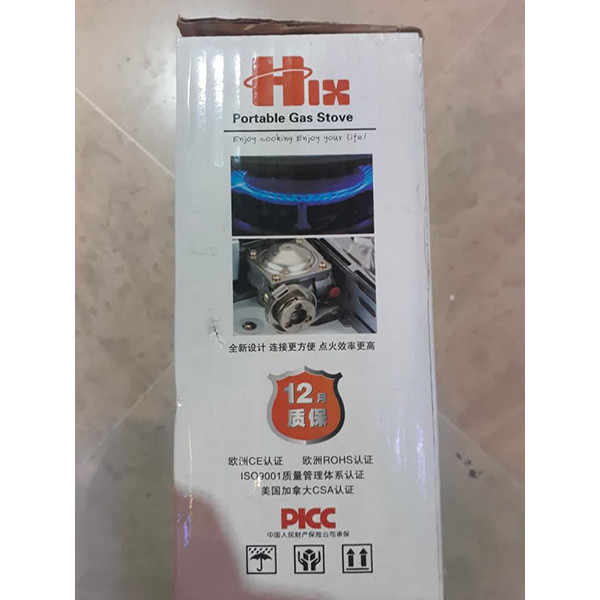 Hix
Portable Gas Stove
Enjoy cooking Enjoy your life!
全新设计 连接更方便 点火效率更高
12月
质保
欧洲CE认证 欧洲ROHS认证
ISO9001质量管理体系认证
美国加拿大CSA认证
PICC
中国人民财产保险公司承保